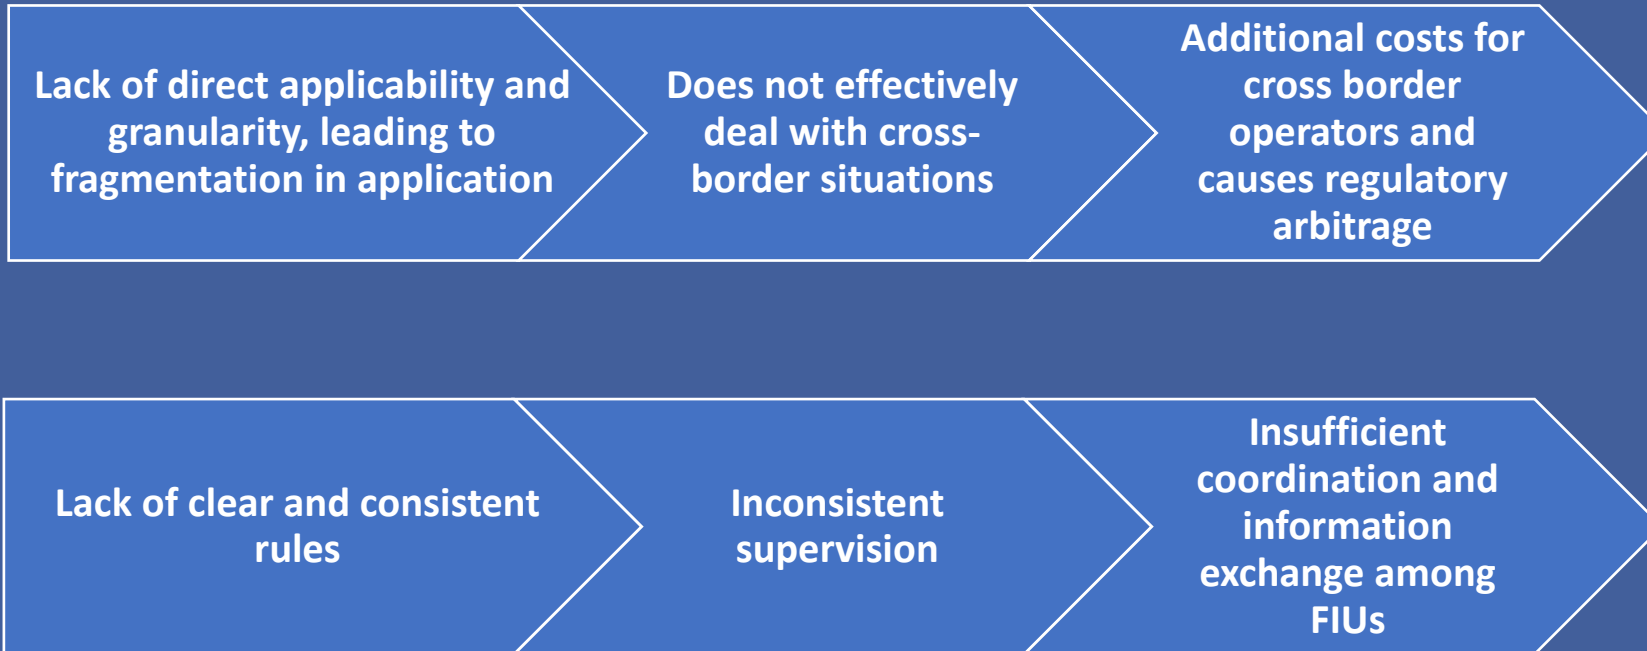 Lack of direct applicability and
granularity, leading to
fragmentation in application
Does not effectively
deal with cross-
border situations
Additional costs for
cross border
operators and
causes regulatory
arbitrage
Lack of clear and consistent
rules
Inconsistent
supervision
Insufficient
coordination and
information
exchange among
FIUs